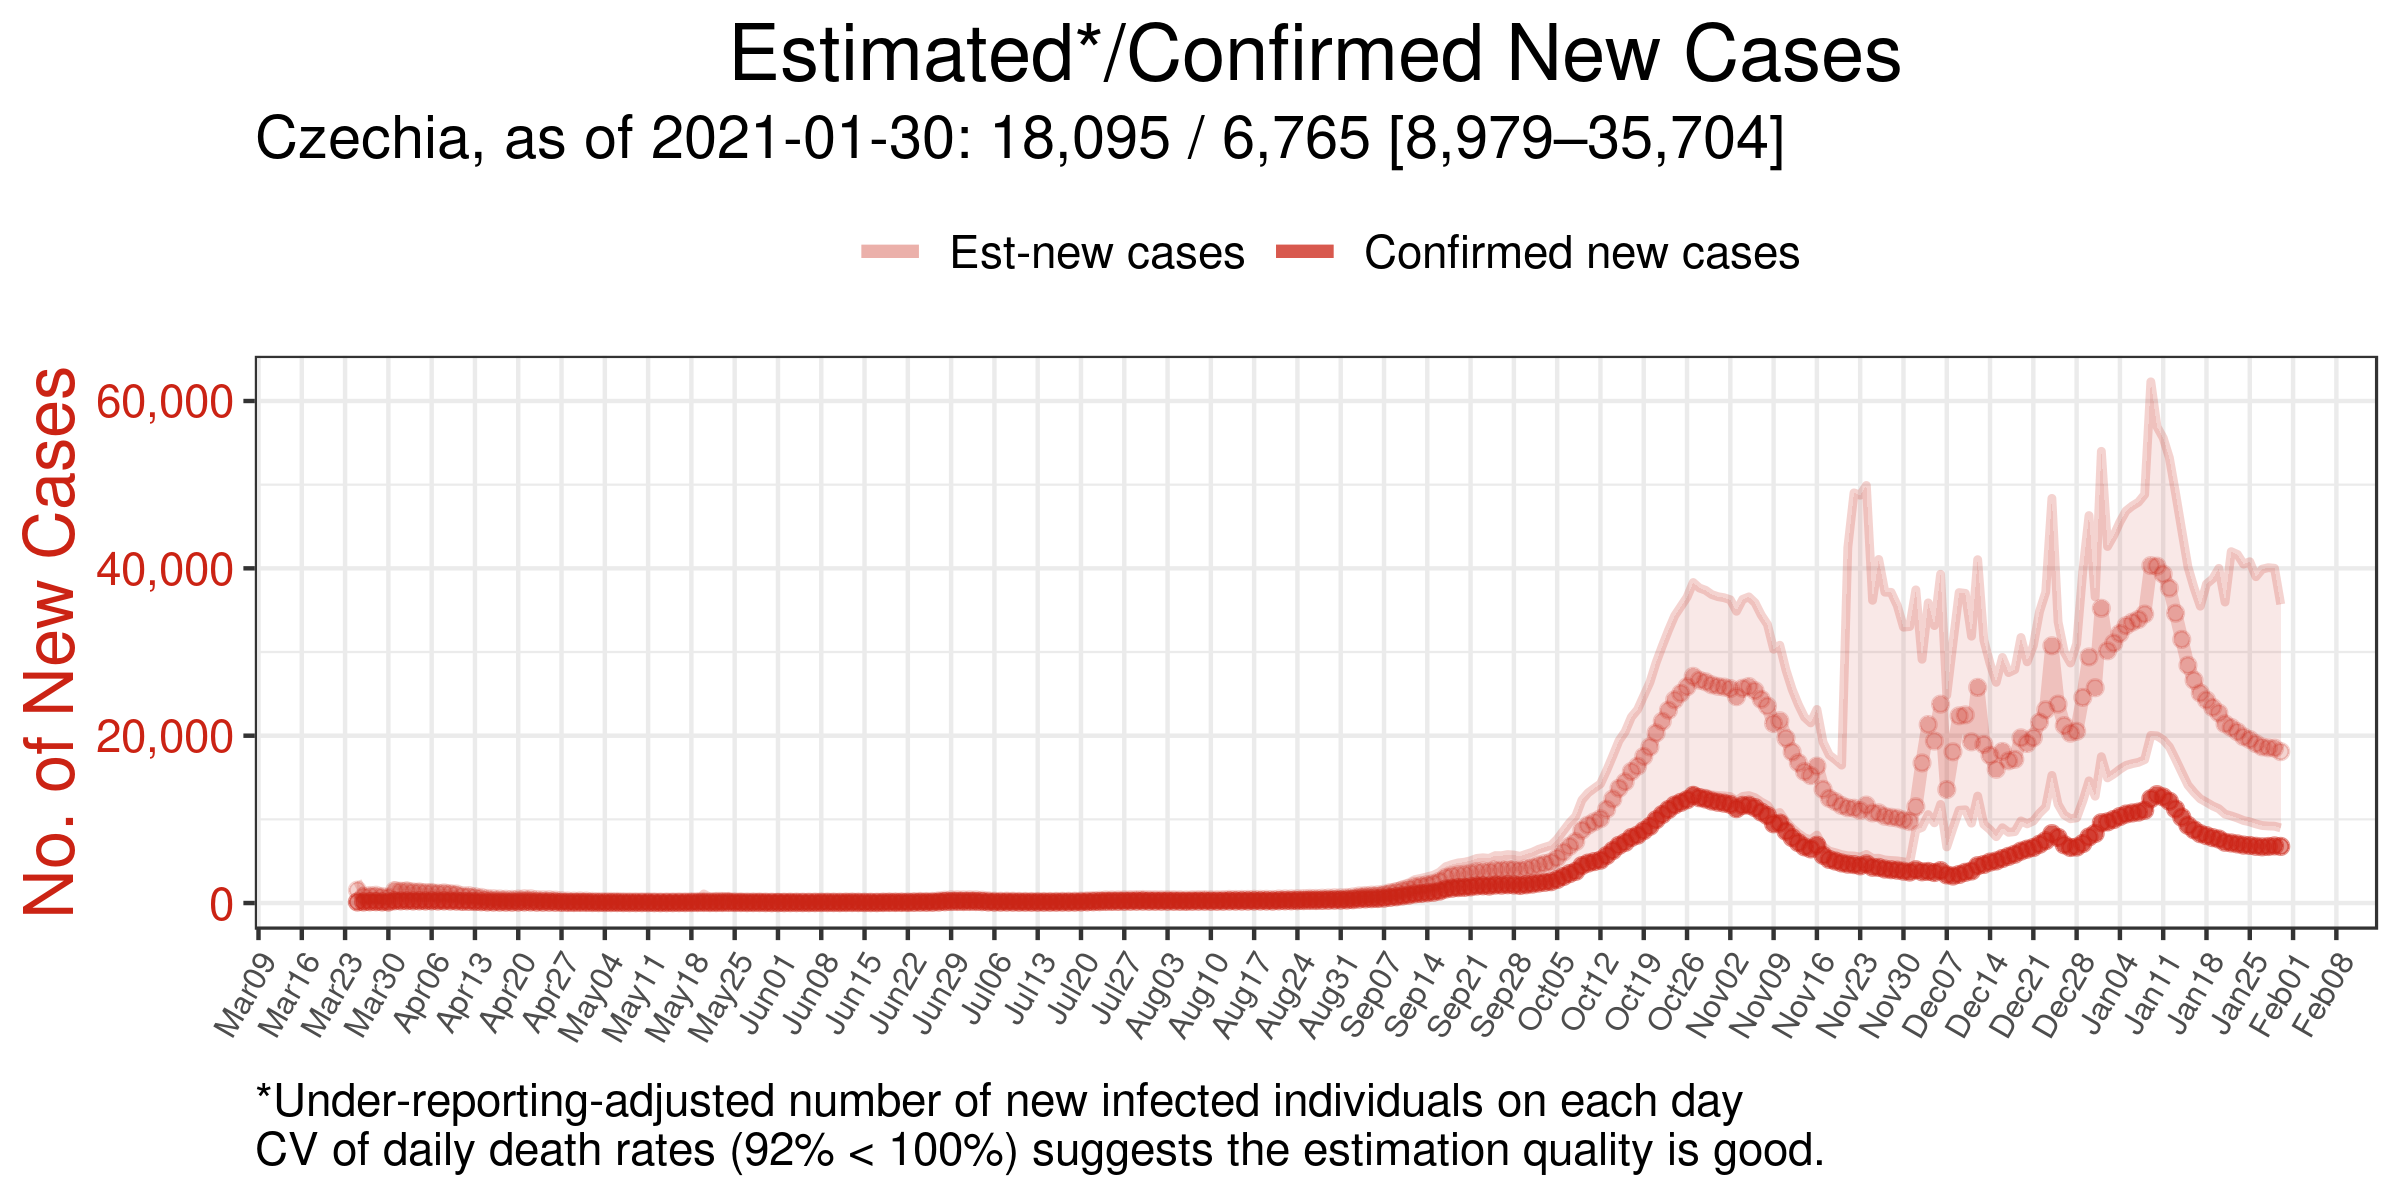 Estimated*/Confirmed New Cases
Czechia, as of 2021-01-30: 18,095 / 6,765 [8,979–35,704]
Est-new cases
Confirmed new cases
No. of New Cases
60,000
40,000
20,000
0
Mar09
Mar16
Mar23
Mar30
Apr06
Apr13
Apr20
Apr27
May04
May11
May18
May25
Jun01
Jun08
Jun15
Jun22
Jun29
Jul06
Jul13
Jul20
Jul27
Aug03
Aug10
Aug17
Aug24
Aug31
Sep07
Sep14
Sep21
Sep28
Oct05
Oct12
Oct19
Oct26
Nov02
Nov09
Nov16
Nov23
Nov30
Dec07
Dec14
Dec21
Dec28
Jan04
Jan11
Jan18
Jan25
Feb01
Feb08
*Under-reporting-adjusted number of new infected individuals on each day
CV of daily death rates (92% < 100%) suggests the estimation quality is good.